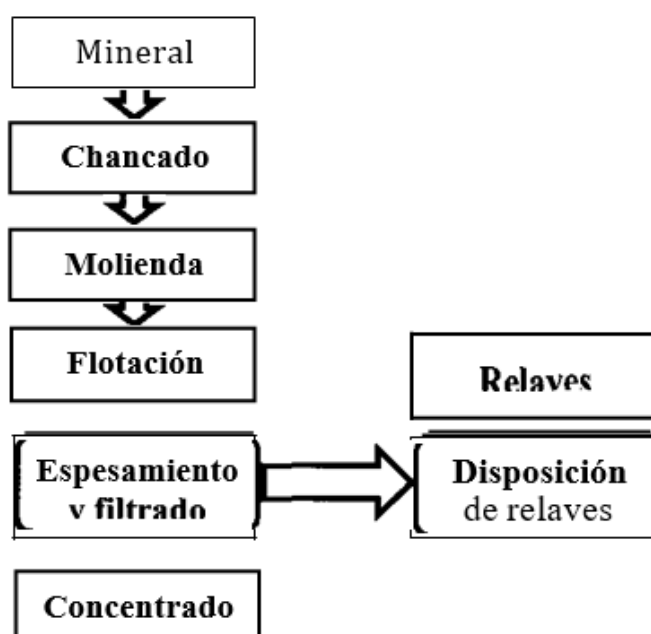 Mineral
Chancado
Molienda
Flotación
Relaves
Espesamiento
y filtrado
Disposición
de relaves
Concentrado